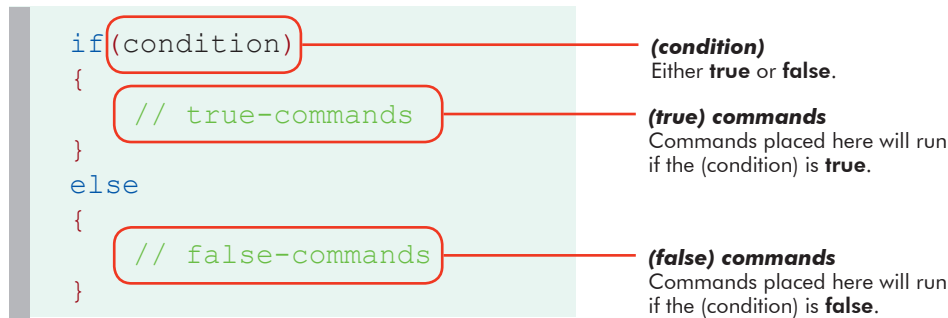 if(condition)
{
// true-commands
}
else
{
// false-commands
}
(condition)
Either true or false.
(true) commands
Commands placed here will run
if the (condition) is true.
(false) commands
Commands placed here will run
if the (condition) is false.